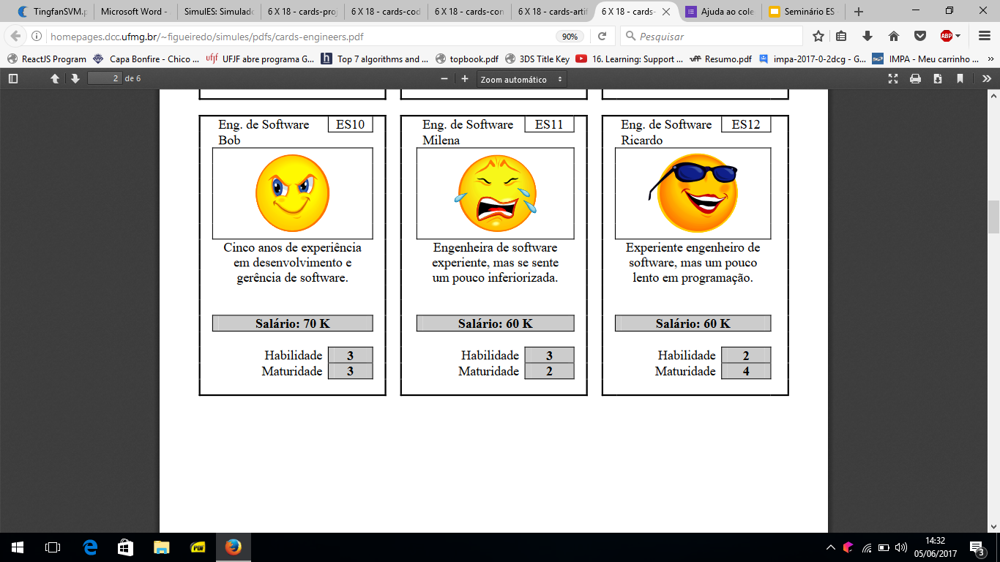 TingfanSVM.p
Microsoft Word -
SimulES: Simulado
6 X 18 - cards-proj
6 X 18 - cards-cod
6 X 18 - cards-con
6 X 18 - cards-artif
6 X 18 - cards-
Ajuda ao cole
Seminário ES
homepages.dcc.ufmg.br/~figueiredo/simules/pdfs/cards-engineers.pdf
90%
Pesquisar
ABP
ReactJS Program
Capa Bonfire - Chico ...
ufjf UFJF abre programa G...
h Top 7 algorithms and ...
topbook.pdf
3DS Title Key
16. Learning: Support ...
Resumo.pdf
impa-2017-0-2dcg - G...
IMPA - Meu carrinho ...
2 de 6
Zoom automático
Eng. de Software ES10
Bob
Cinco anos de experiência
em desenvolvimento e
gerência de software.
Salário: 70 K
Habilidade 3
Maturidade 3
Eng. de Software ES11
Milena
Engenheira de software
experiente, mas se sente
um pouco inferiorizada.
Salário: 60 K
Habilidade 3
Maturidade 2
Eng. de Software ES12
Ricardo
Experiente engenheiro de
software, mas um pouco
lento em programação.
Salário: 60 K
Habilidade 2
Maturidade 4
PDF
14:32
05/06/2017
3